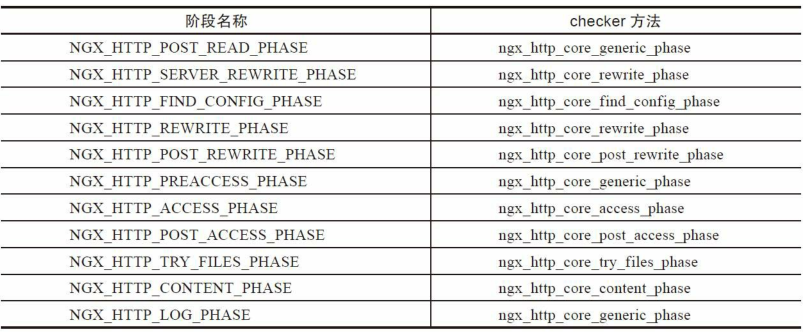 阶段名称 checker 方法
NGX_HTTP_POST_READ_PHASE ngx_http_core_generic_phase
NGX_HTTP_SERVER_REWRITE_PHASE ngx_http_core_rewrite_phase
NGX_HTTP_FIND_CONFIG_PHASE ngx_http_core_find_config_phase
NGX_HTTP_REWRITE_PHASE ngx_http_core_rewrite_phase
NGX_HTTP_POST_REWRITE_PHASE ngx_http_core_post_rewrite_phase
NGX_HTTP_PREACCESS_PHASE ngx_http_core_generic_phase
NGX_HTTP_ACCESS_PHASE ngx_http_core_access_phase
NGX_HTTP_POST_ACCESS_PHASE ngx_http_core_post_access_phase
NGX_HTTP_TRY_FILES_PHASE ngx_http_core_try_files_phase
NGX_HTTP_CONTENT_PHASE ngx_http_core_content_phase
NGX_HTTP_LOG_PHASE ngx_http_core_generic_phase